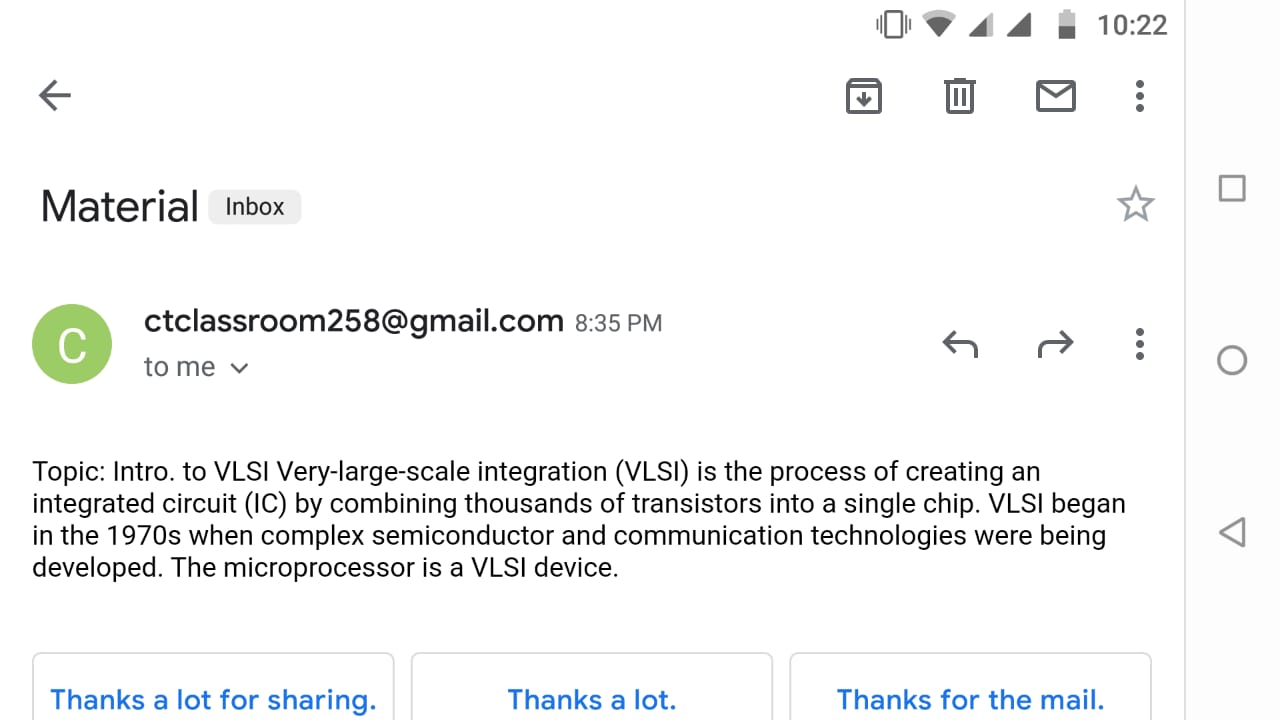 10:22
Material Inbox
C
ctclassroom258@gmail.com 8:35 PM
to me
Topic: Intro. to VLSI Very-large-scale integration (VLSI) is the process of creating an
integrated circuit (IC) by combining thousands of transistors into a single chip. VLSI began
in the 1970s when complex semiconductor and communication technologies were being
developed. The microprocessor is a VLSI device.
Thanks a lot for sharing. Thanks a lot. Thanks for the mail.